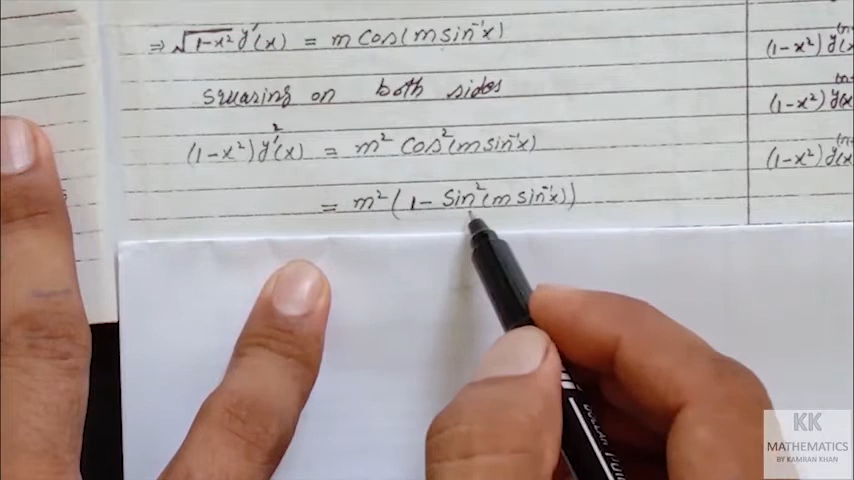 ⇒ √1-x² y'(x) = m Cos(m sin⁻¹x)
Squaring on both sides
(1-x²) y'²(x) = m² Cos²(m sin⁻¹x)
= m² (1- Sin²(m sin⁻¹x))
(1-x²) y'(x
(1-x²) y(x
(1-x²) y(x
KK
MATHEMATICS
BY KAMRAN KHAN